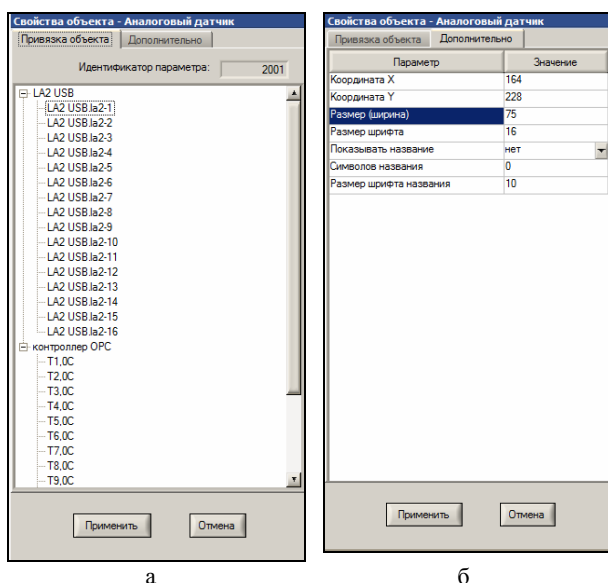 Свойства объекта - Аналоговый датчик
Привязка объекта Дополнительно
Идентификатор параметра: 2001
LA2 USB
LA2 USB.la2-1
LA2 USB.la2-2
LA2 USB.la2-3
LA2 USB.la2-4
LA2 USB.la2-5
LA2 USB.la2-6
LA2 USB.la2-7
LA2 USB.la2-8
LA2 USB.la2-9
LA2 USB.la2-10
LA2 USB.la2-11
LA2 USB.la2-12
LA2 USB.la2-13
LA2 USB.la2-14
LA2 USB.la2-15
LA2 USB.la2-16
контроллер OPC
T1,0C
T2,0C
T3,0C
T4,0C
T5,0C
T6,0C
T7,0C
T8,0C
T9,0C
Применить Отмена
а
Свойства объекта - Аналоговый датчик
Привязка объекта Дополнительно
Параметр Значение
Координата X 164
Координата Y 228
Размер (ширина) 75
Размер шрифта 16
Показывать название нет
Символов названия 0
Размер шрифта названия 10
Применить Отмена
б